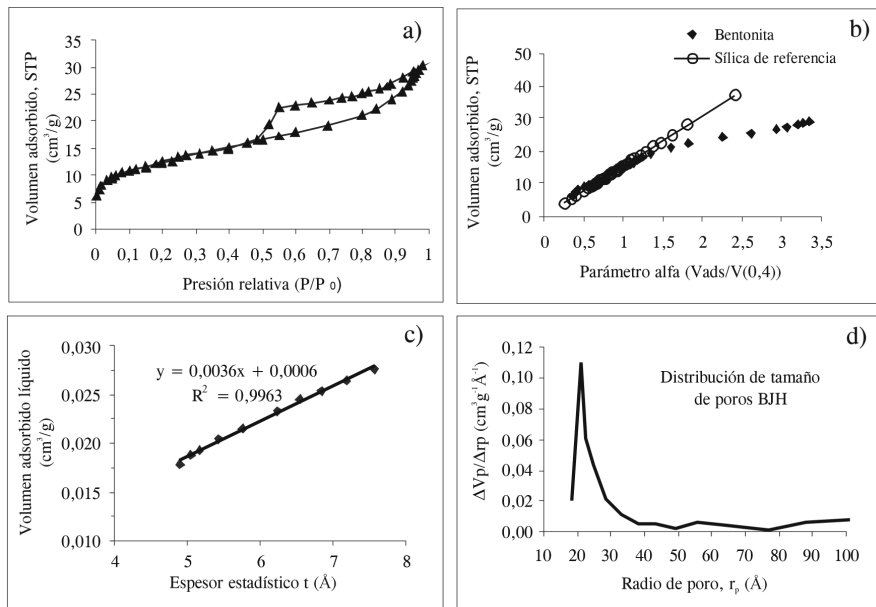 a)
Volumen adsorbido, STP
(cm³/g)
35
30
25
20
15
10
5
0
0 0,1 0,2 0,3 0,4 0,5 0,6 0,7 0,8 0,9 1
Presión relativa (P/P 0)
b)
Bentonita
Sílica de referencia
Volumen adsorbido, STP
(cm³/g)
50
40
30
20
10
0
0 0.5 1.0 1.5 2.0 2.5 3.0 3,5
Parámetro alfa (Vads/V(0,4))
c)
y = 0,0036x + 0,0006
R² = 0,9963
Volumen adsorbido líquido
(cm³/g)
0,030
0,025
0,020
0,015
0,010
4 5 6 7 8
Espesor estadístico t (Å)
d)
Distribución de tamaño
de poros BJH
ΔVp/Δrp (cm³g⁻¹Å⁻¹)
0,12
0,10
0,08
0,06
0,04
0,02
0,00
10 20 30 40 50 60 70 80 90 100
Radio de poro, rₚ (Å)